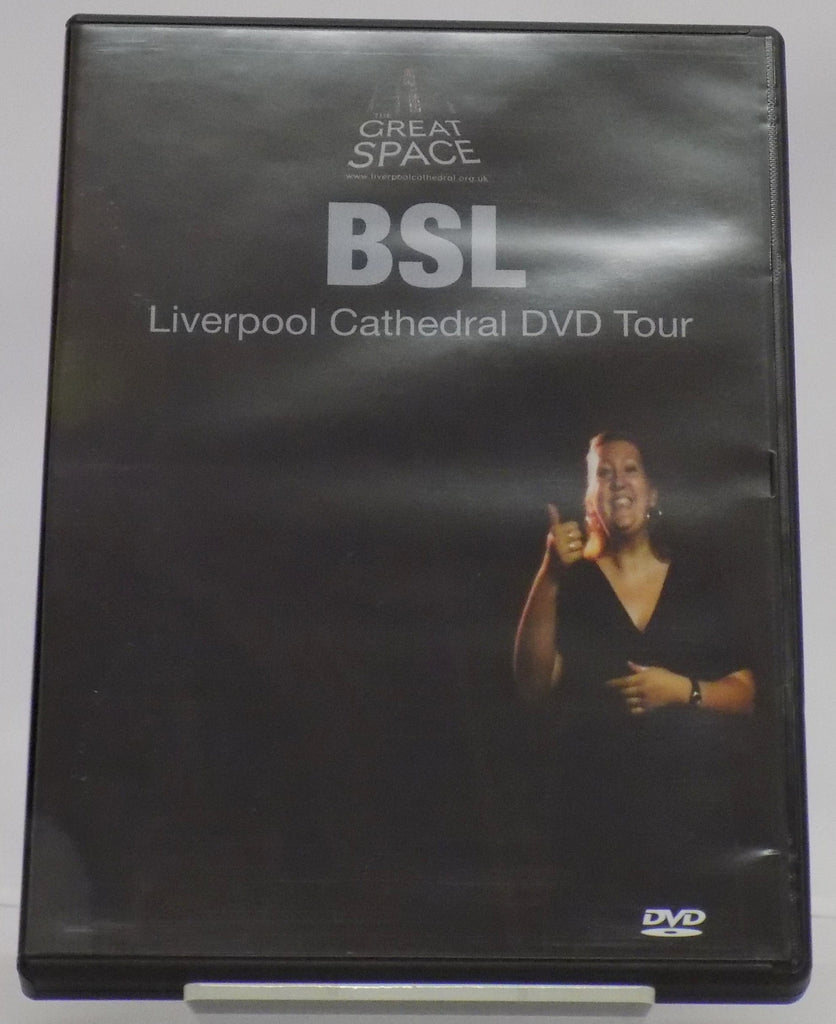 THE
GREAT
SPACE
www.liverpoolcathedral.org.uk
BSL
Liverpool Cathedral DVD Tour
DVD